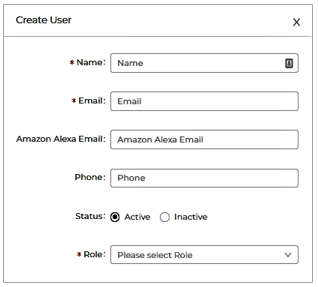 Create User X
* Name: Name
* Email: Email
Amazon Alexa Email: Amazon Alexa Email
Phone: Phone
Status: Active Inactive
* Role: Please select Role